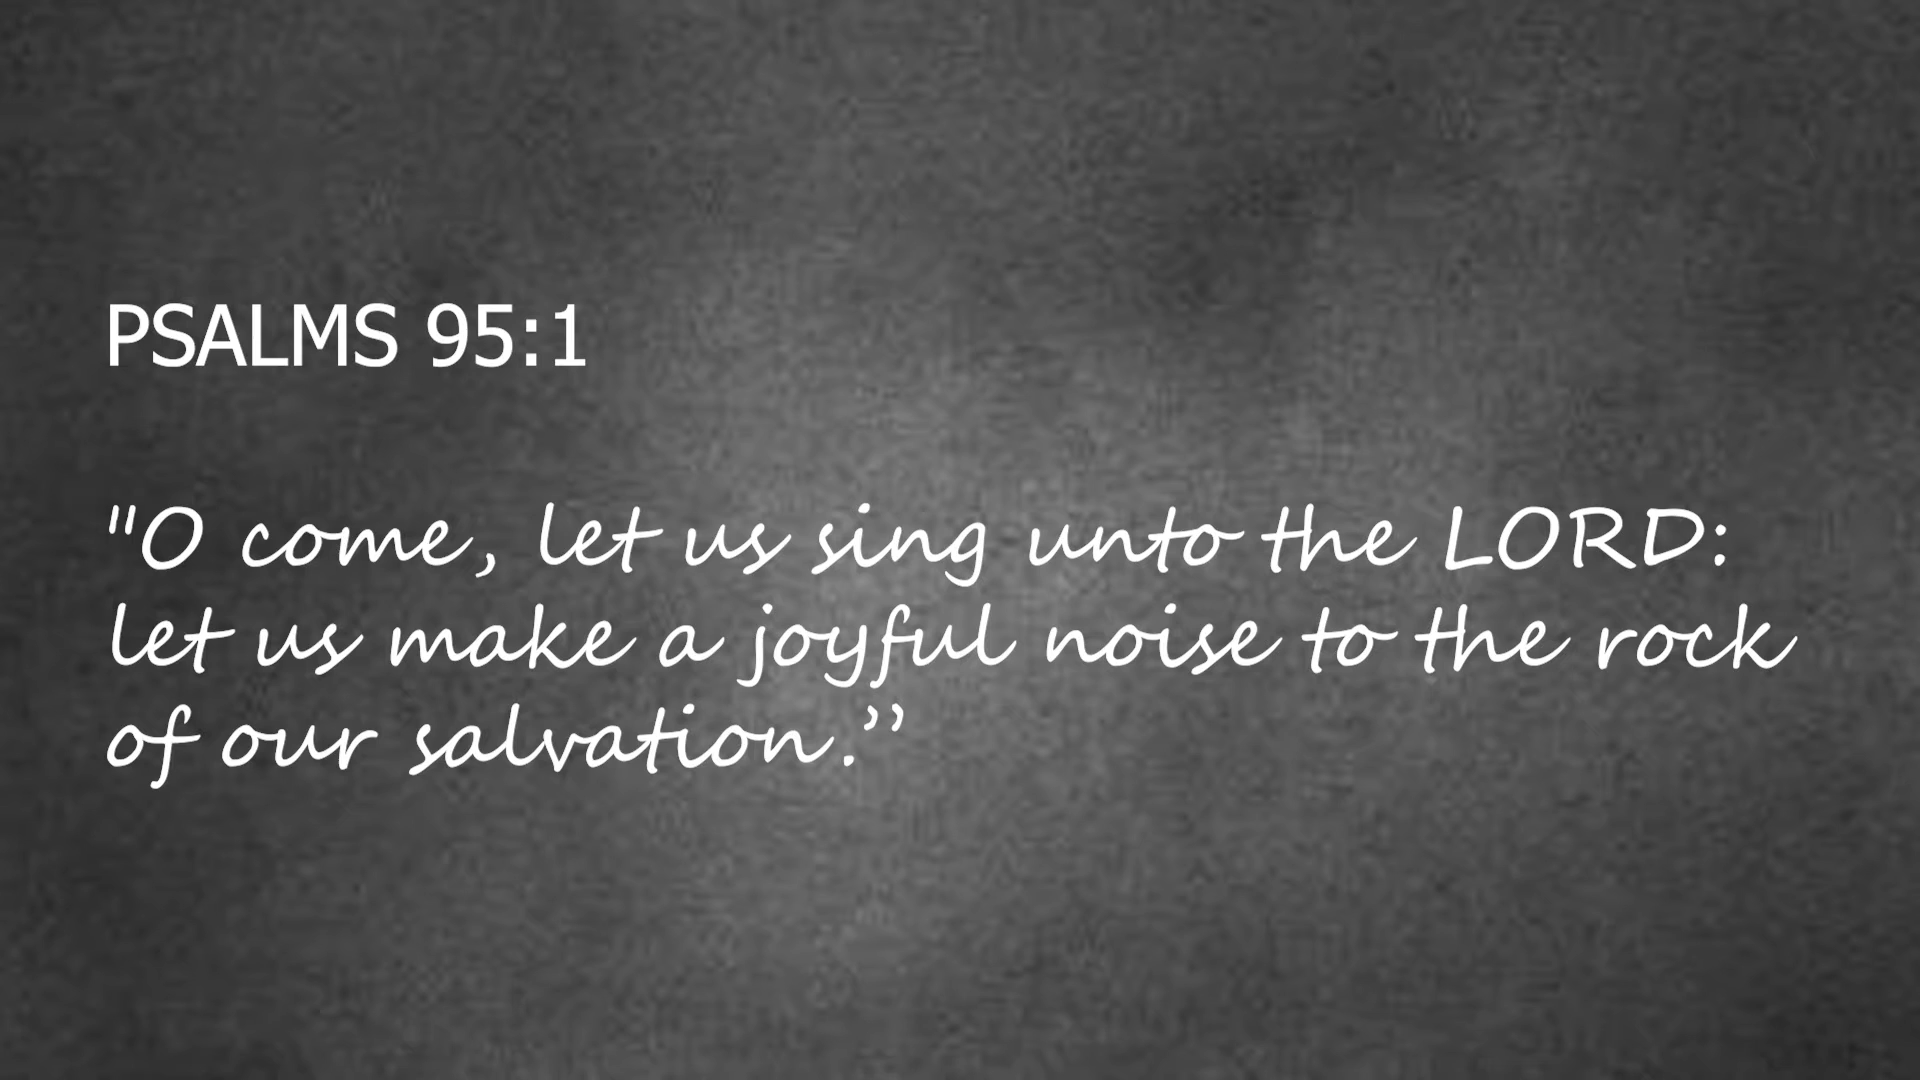 PSALMS 95:1
"O come, let us sing unto the LORD:
let us make a joyful noise to the rock
of our salvation.’’